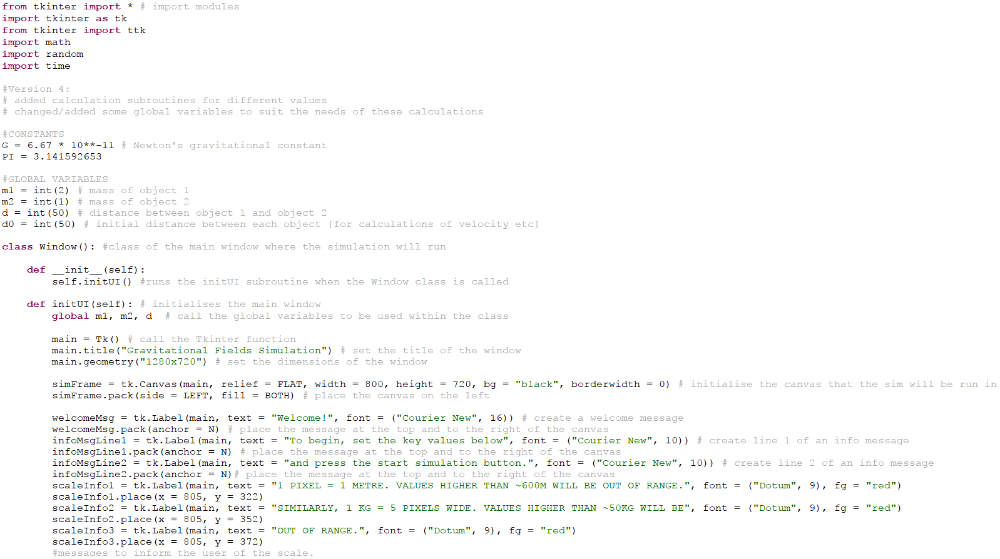 from tkinter import * # import modules
import tkinter as tk
from tkinter import ttk
import math
import random
import time
#Version 4:
# added calculation subroutines for different values
# changed/added some global variables to suit the needs of these calculations
#CONSTANTS
G = 6.67 * 10**-11 # Newton's gravitational constant
PI = 3.141592653
#GLOBAL VARIABLES
m1 = int(2) # mass of object 1
m2 = int(1) # mass of object 2
d = int(50) # distance between object 1 and object 2
d0 = int(50) # initial distance between each object [for calculations of velocity etc]
class Window(): #class of the main window where the simulation will run
def __init__(self):
self.initUI() #runs the initUI subroutine when the Window class is called
def initUI(self): # initialises the main window
global m1, m2, d  # call the global variables to be used within the class
main = Tk() # call the Tkinter function
main.title("Gravitational Fields Simulation") # set the title of the window
main.geometry("1280x720") # set the dimensions of the window
simFrame = tk.Canvas(main, relief = FLAT, width = 800, height = 720, bg = "black", borderwidth = 0) # initialise the canvas that the sim will be run in
simFrame.pack(side = LEFT, fill = BOTH) # place the canvas on the left
welcomeMsg = tk.Label(main, text = "Welcome!", font = ("Courier New", 16)) # create a welcome message
welcomeMsg.pack(anchor = N) # place the message at the top and to the right of the canvas
infoMsgLine1 = tk.Label(main, text = "To begin, set the key values below", font = ("Courier New", 10)) # create line 1 of an info message
infoMsgLine1.pack(anchor = N) # place the message at the top and to the right of the canvas
infoMsgLine2 = tk.Label(main, text = "and press the start simulation button.", font = ("Courier New", 10)) # create line 2 of an info message
infoMsgLine2.pack(anchor = N)# place the message at the top and to the right of the canvas
scaleInfo1 = tk.Label(main, text = "1 PIXEL = 1 METRE. VALUES HIGHER THAN ~600M WILL BE OUT OF RANGE.", font = ("Dotum", 9), fg = "red")
scaleInfo1.place(x = 805, y = 322)
scaleInfo2 = tk.Label(main, text = "SIMILARLY, 1 KG = 5 PIXELS WIDE. VALUES HIGHER THAN ~50KG WILL BE", font = ("Dotum", 9), fg = "red")
scaleInfo2.place(x = 805, y = 352)
scaleInfo3 = tk.Label(main, text = "OUT OF RANGE.", font = ("Dotum", 9), fg = "red")
scaleInfo3.place(x = 805, y = 372)
#messages to inform the user of the scale.